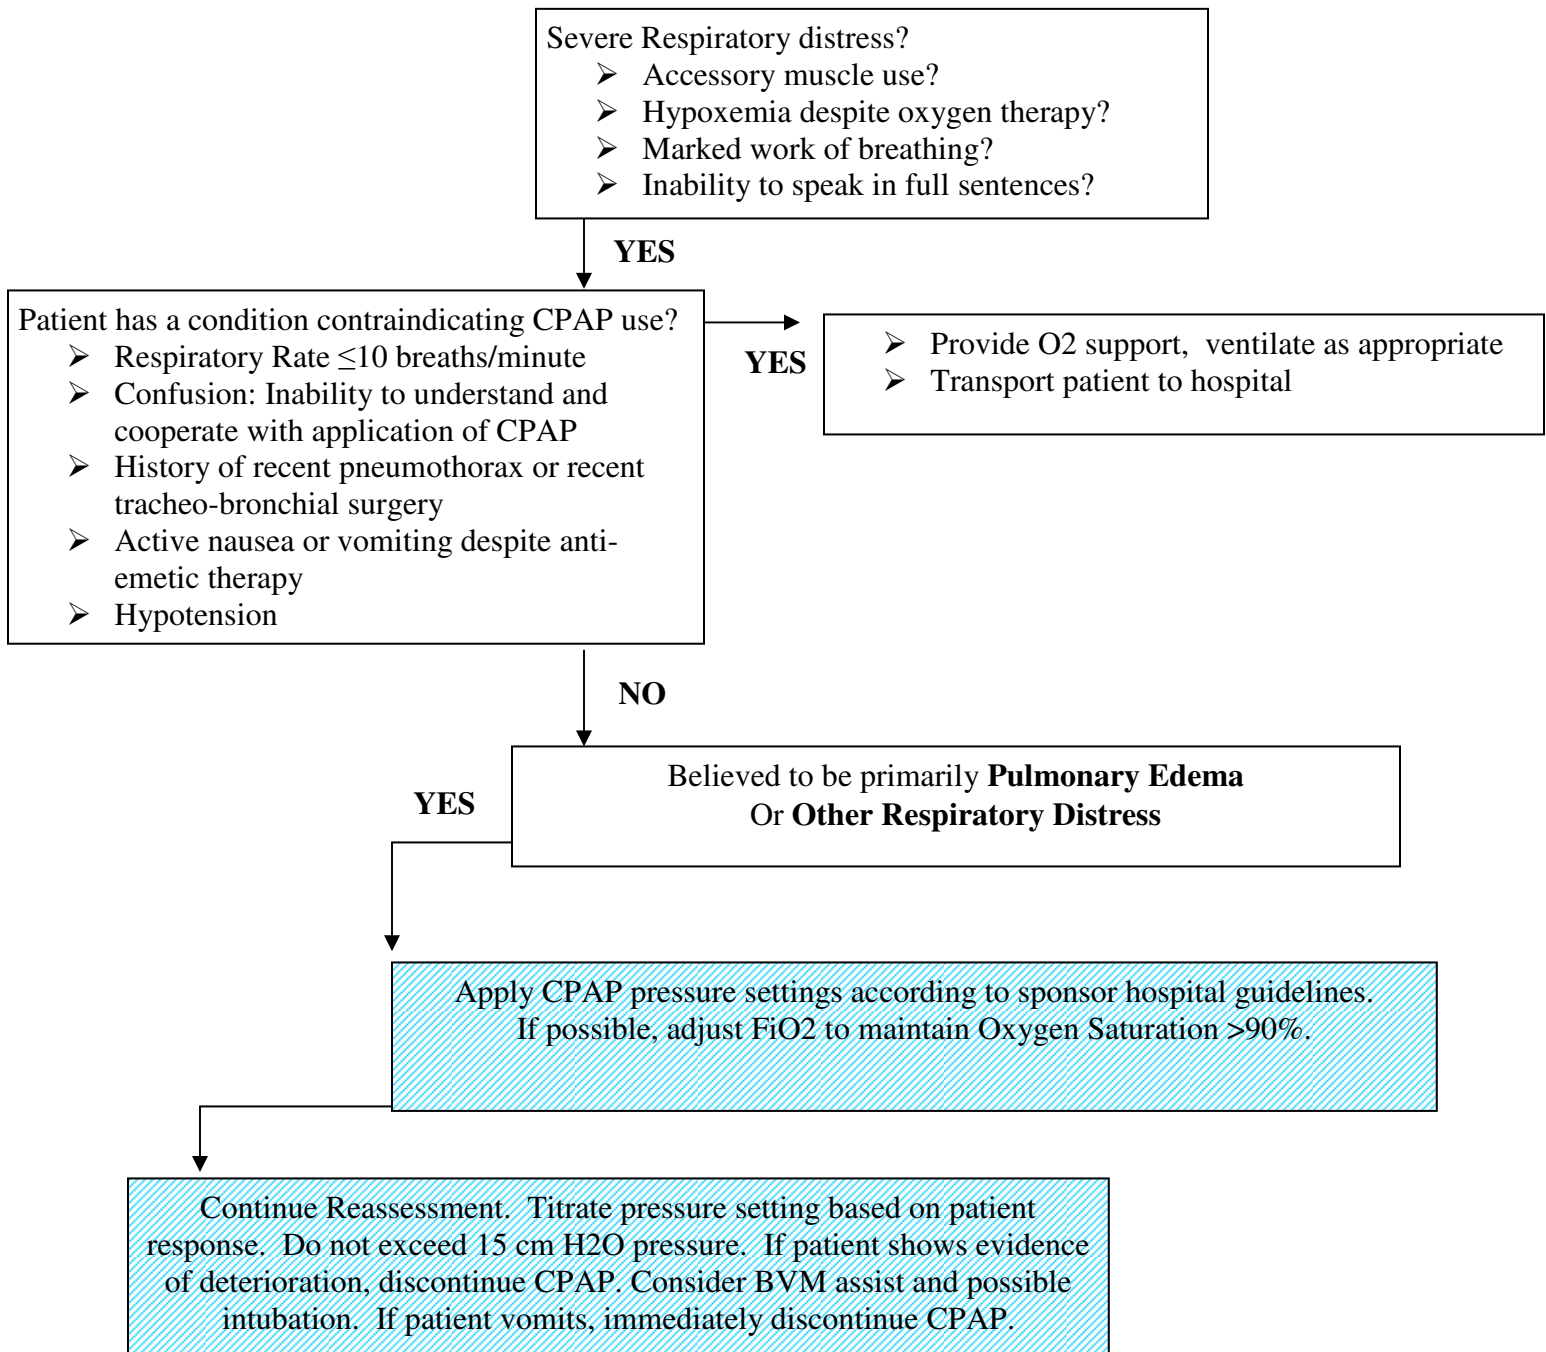 Severe Respiratory distress?
➢ Accessory muscle use?
➢ Hypoxemia despite oxygen therapy?
➢ Marked work of breathing?
➢ Inability to speak in full sentences?
YES
Patient has a condition contraindicating CPAP use?
➢ Respiratory Rate ≤10 breaths/minute
➢ Confusion: Inability to understand and
cooperate with application of CPAP
➢ History of recent pneumothorax or recent
tracheo-bronchial surgery
➢ Active nausea or vomiting despite anti-
emetic therapy
➢ Hypotension
YES
➢ Provide O2 support, ventilate as appropriate
➢ Transport patient to hospital
NO
Believed to be primarily Pulmonary Edema
Or Other Respiratory Distress
YES
Apply CPAP pressure settings according to sponsor hospital guidelines.
If possible, adjust FiO2 to maintain Oxygen Saturation >90%.
Continue Reassessment. Titrate pressure setting based on patient
response. Do not exceed 15 cm H2O pressure. If patient shows evidence
of deterioration, discontinue CPAP. Consider BVM assist and possible
intubation. If patient vomits, immediately discontinue CPAP.